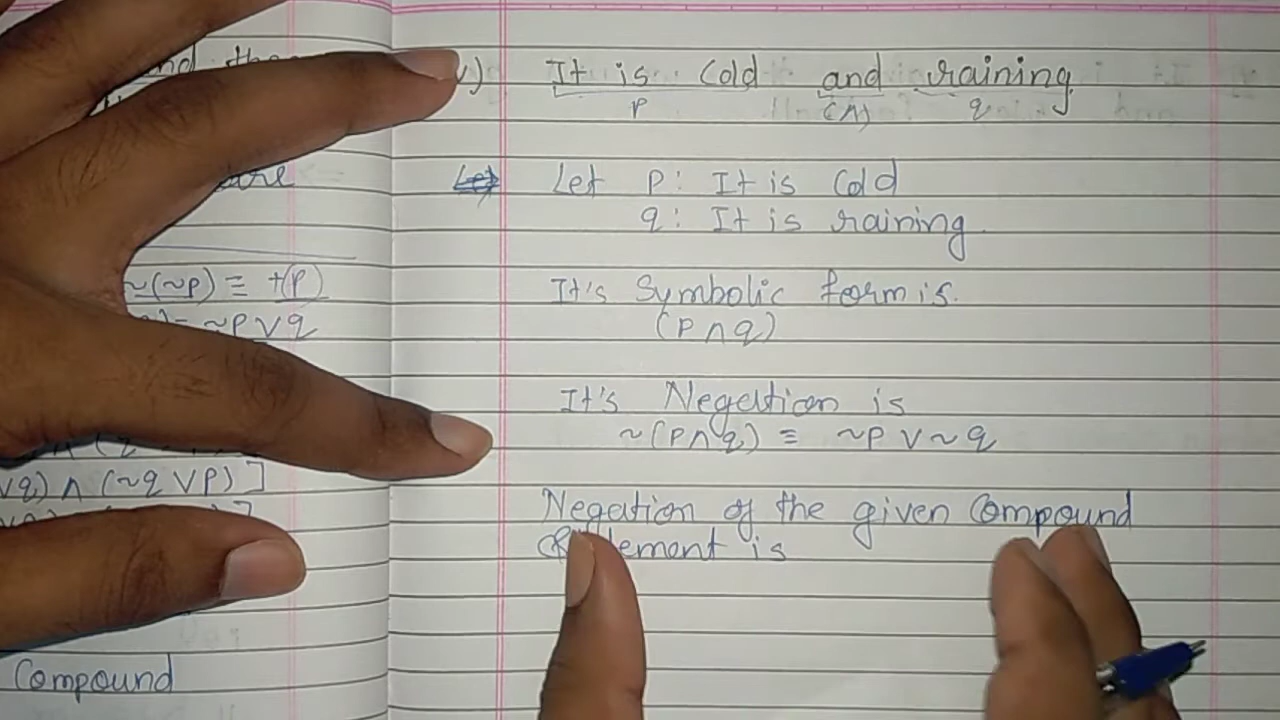 It is Cold and raining
p (∧) q
are
Let P: It is Cold
q: It is raining
~(~p) ≡ +(P)
~P∨q
It's Symbolic form is.
(P∧q)
It's Negation is
~(P∧q) ≡ ~P ∨ ~q
∨q) ∧ (~q ∨P)]
Negation of the given Compound
is
Compound